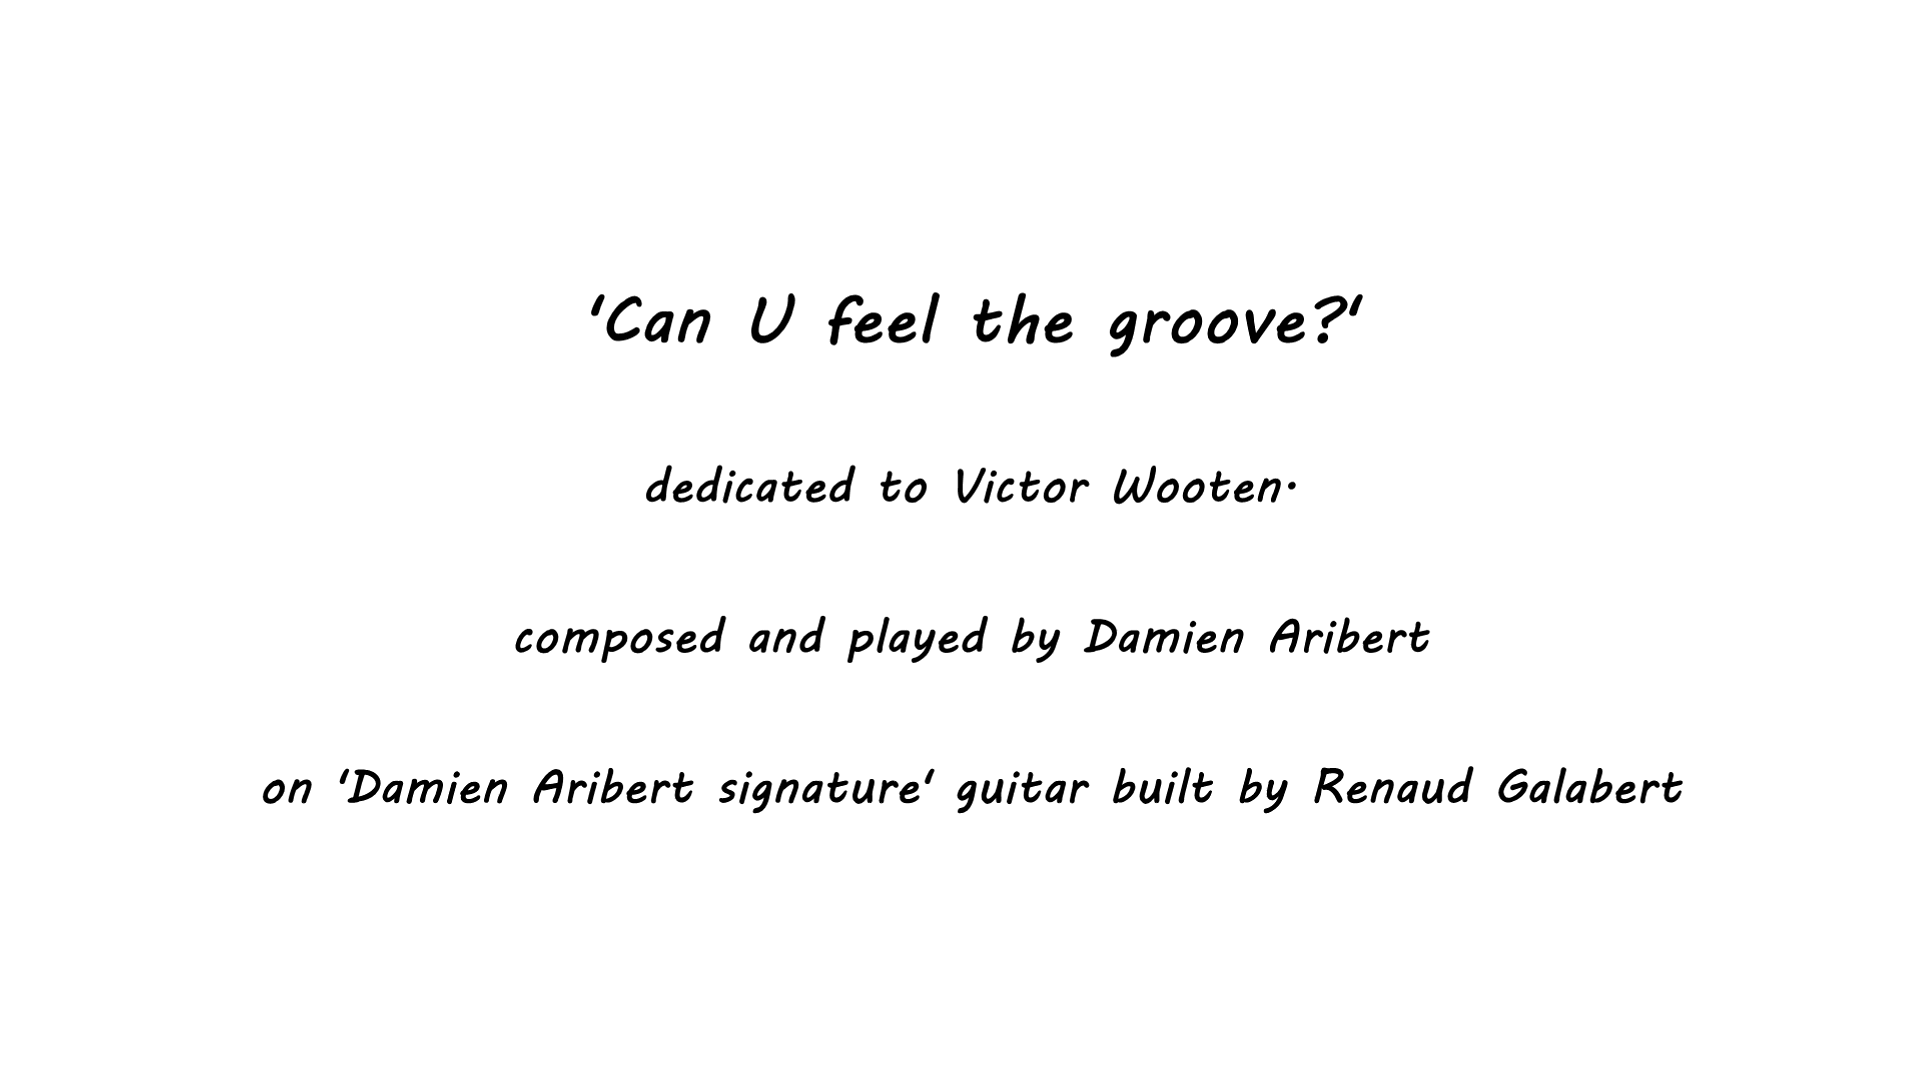 'Can U feel the groove?'
dedicated to Victor Wooten.
composed and played by Damien Aribert
on 'Damien Aribert signature' guitar built by Renaud Galabert